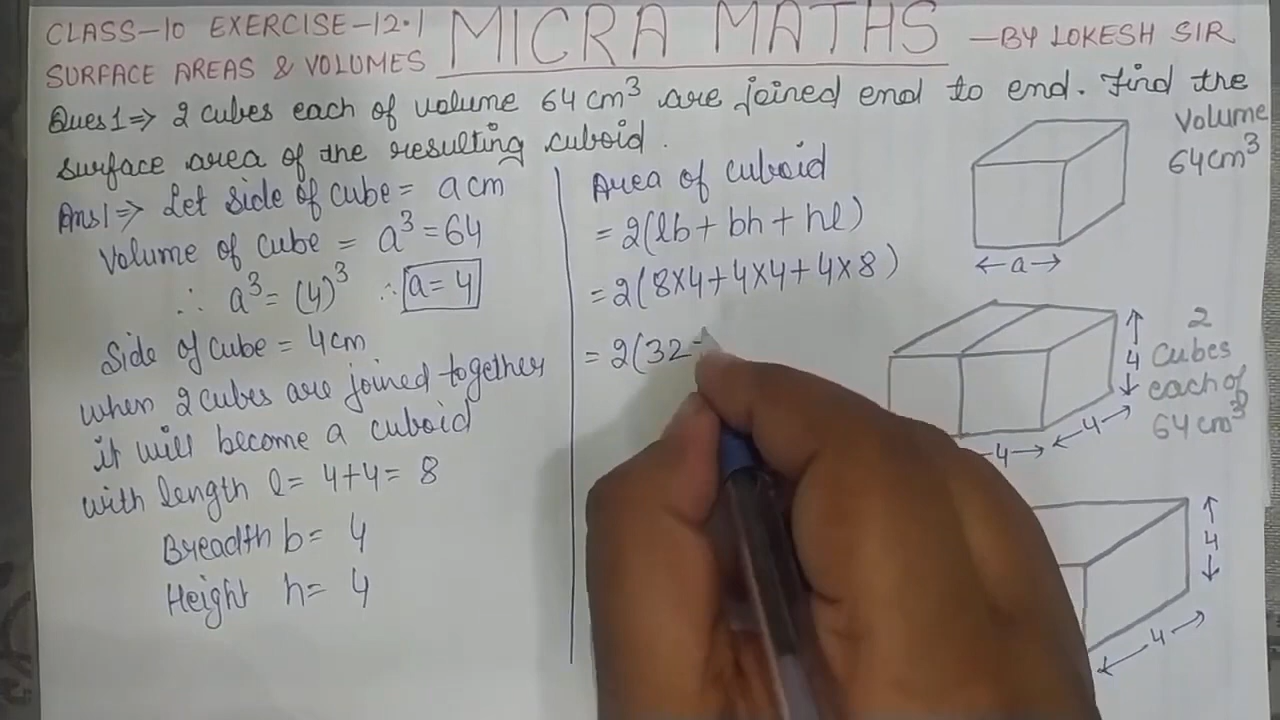 CLASS-10 EXERCISE-12.1 MICRA MATHS -BY LOKESH SIR
SURFACE AREAS & VOLUMES
Ques 1⇒ 2 cubes each of volume 64 cm³ are joined end to end. Find the
surface area of the resulting cuboid.
Ans 1⇒ Let side of cube = a cm
Volume of cube = a³ = 64
∴ a³ = (4)³ ∴ a = 4
Side of cube = 4cm
when 2 cubes are joined together
it will become a cuboid
with length l = 4+4 = 8
Breadth b = 4
Height h = 4
Area of cuboid
= 2(lb + bh + hl)
= 2(8×4+4×4+4×8)
= 2(32
Volume
64cm³
←a→
2
Cubes
each of
64 cm³
4
4
4
4
4